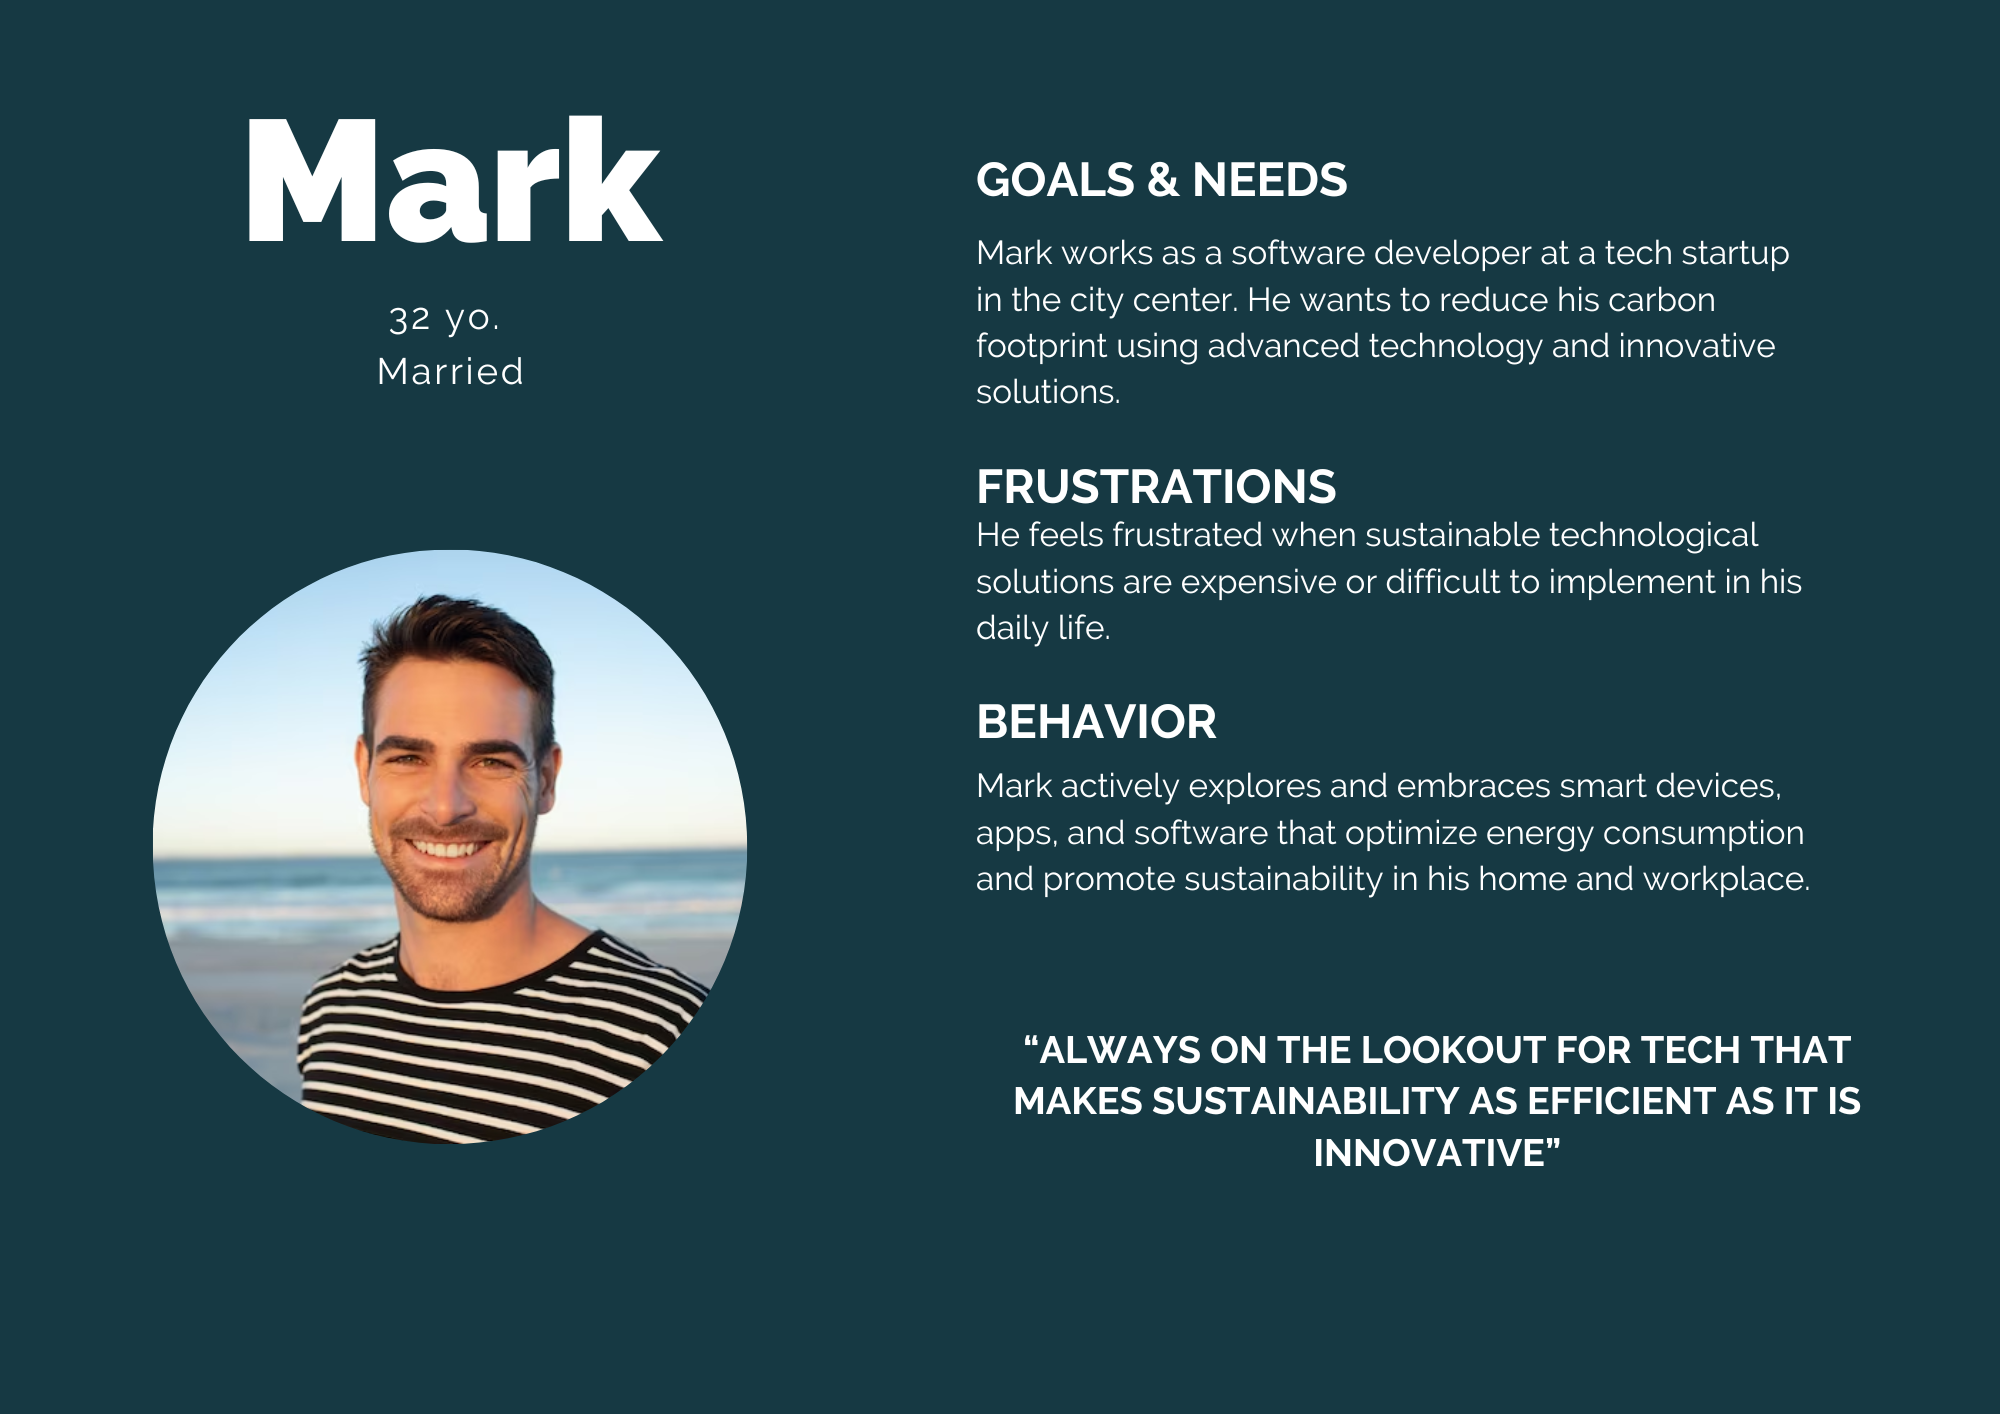 Mark
32 yo.
Married
GOALS & NEEDS
Mark works as a software developer at a tech startup
in the city center. He wants to reduce his carbon
footprint using advanced technology and innovative
solutions.
FRUSTRATIONS
He feels frustrated when sustainable technological
solutions are expensive or difficult to implement in his
daily life.
BEHAVIOR
Mark actively explores and embraces smart devices,
apps, and software that optimize energy consumption
and promote sustainability in his home and workplace.
“ALWAYS ON THE LOOKOUT FOR TECH THAT
MAKES SUSTAINABILITY AS EFFICIENT AS IT IS
INNOVATIVE”